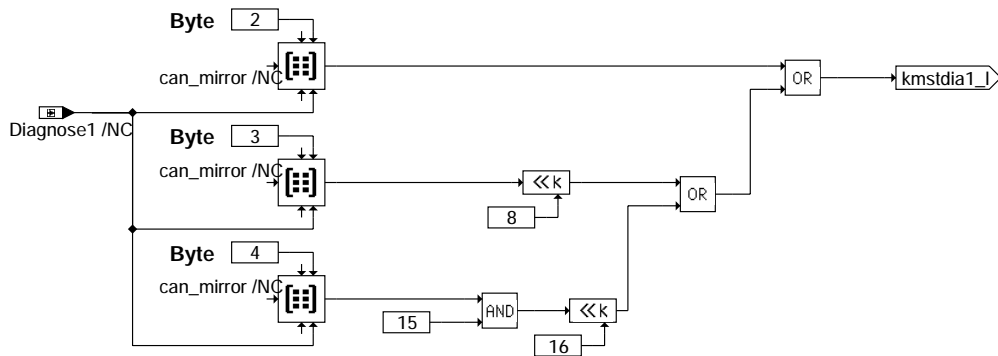 Byte 2
can_mirror /NC
OR
kmstdia1_l
Diagnose1 /NC
Byte 3
can_mirror /NC
<<k
OR
8
Byte 4
can_mirror /NC
15
AND
<<k
16